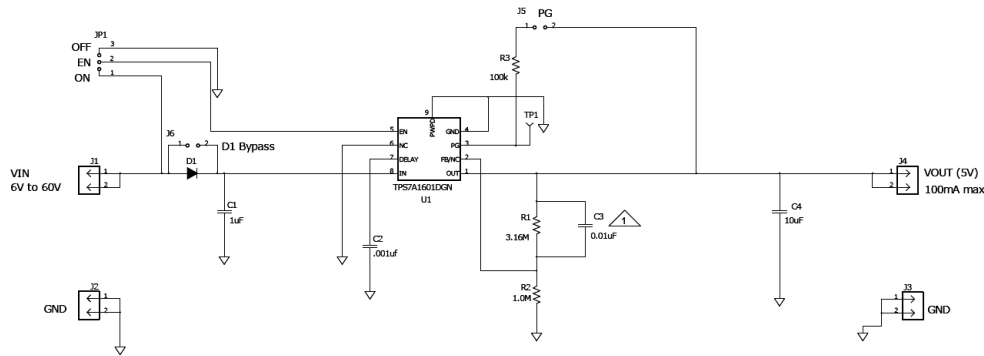 J5 PG
1 2
JP1
OFF 3
EN 2
ON 1
R3
100k
TP1
9
PWPD
5 EN GND 4
6 NC PG 3
7 DELAY FB/NC 2
8 IN OUT 1
TPS7A1601DGN
U1
J6
1 2 D1 Bypass
D1
VIN
6V to 60V
J1
1
2
J4
1
2
VOUT (5V)
100mA max
C1
1uF
C2
.001uf
R1
3.16M
C3
0.01uF
1
C4
10uF
R2
1.0M
J2
GND
1
2
J3
1
2
GND